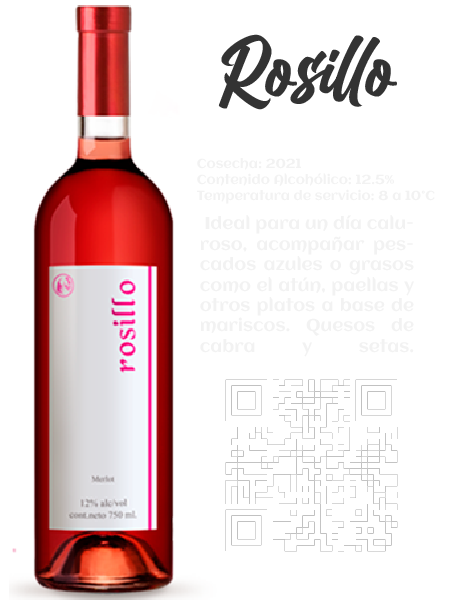 Rosillo
Cosecha: 2021
Contenido Alcohólico: 12.5%
Temperatura de servicio: 8 a 10°C
Ideal para un día calu-
roso, acompañar pes-
cados azules o grasos
como el atún, paellas y
otros platos a base de
mariscos. Quesos de
cabra y setas.
rosillo
Merlot
12% alc/vol
cont.neto 750 ml.